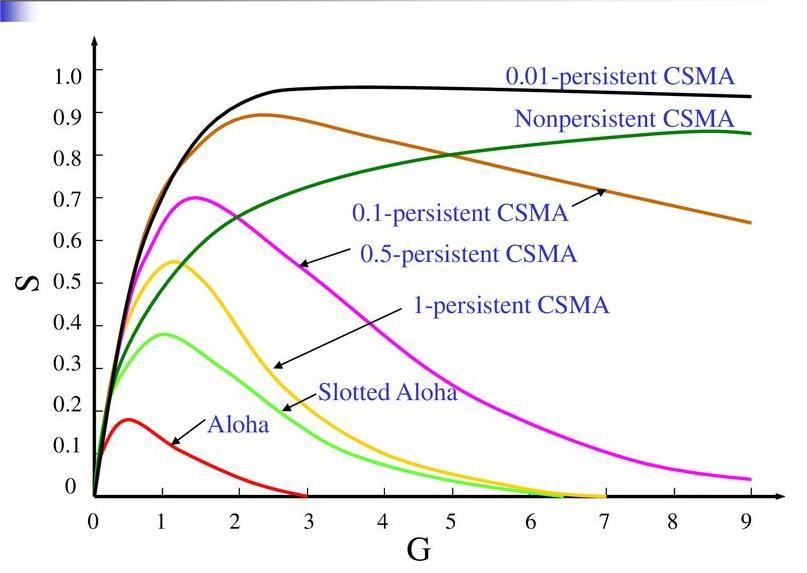 1.0
0.01-persistent CSMA
0.9
Nonpersistent CSMA
0.8
0.7
0.1-persistent CSMA
0.6
0.5-persistent CSMA
S
0.5
1-persistent CSMA
0.4
0.3
Slotted Aloha
0.2
Aloha
0.1
0
0 1 2 3 4 5 6 7 8 9
G